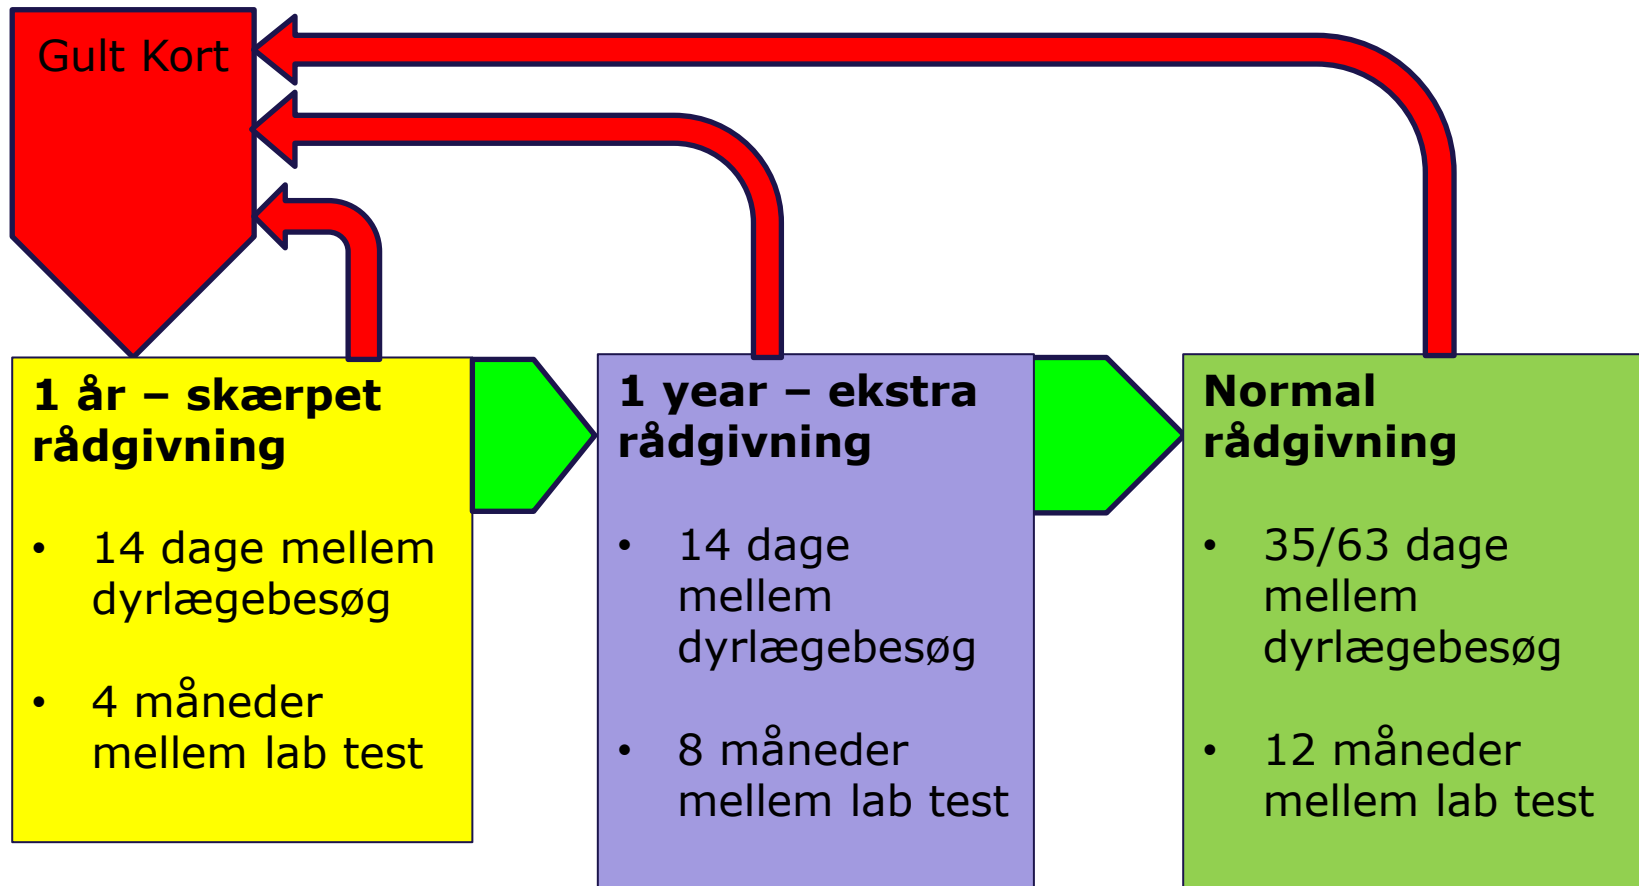 Gult Kort
1 år – skærpet
rådgivning
• 14 dage mellem
dyrlægebesøg
• 4 måneder
mellem lab test
1 year – ekstra
rådgivning
• 14 dage
mellem
dyrlægebesøg
• 8 måneder
mellem lab test
Normal
rådgivning
• 35/63 dage
mellem
dyrlægebesøg
• 12 måneder
mellem lab test